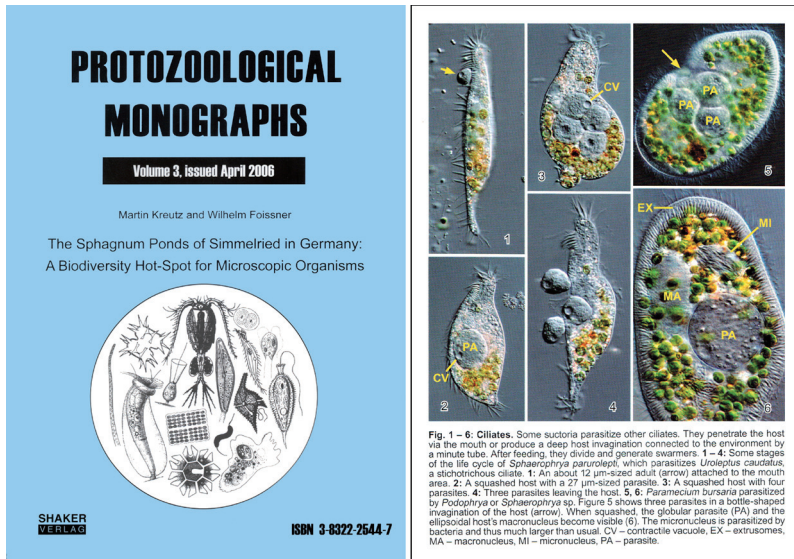 PROTOZOOLOGICAL
MONOGRAPHS
Volume 3, issued April 2006
Martin Kreutz and Wilhelm Foissner
The Sphagnum Ponds of Simmelried in Germany:
A Biodiversity Hot-Spot for Microscopic Organisms
SHAKER
VERLAG
ISBN 3-8322-2544-7
1
CV
3
PA
PA
PA
5
PA
CV
2
4
EX
MI
MA
PA
6
Fig. 1 – 6: Ciliates. Some suctoria parasitize other ciliates. They penetrate the host
via the mouth or produce a deep host invagination connected to the environment by
a minute tube. After feeding, they divide and generate swarmers. 1 – 4: Some stages
of the life cycle of Sphaerophrya parurolepti, which parasitizes Uroleptus caudatus,
a stichotrichous ciliate. 1: An about 12 µm-sized adult (arrow) attached to the mouth
area. 2: A squashed host with a 27 µm-sized parasite. 3: A squashed host with four
parasites. 4: Three parasites leaving the host. 5, 6: Paramecium bursaria parasitized
by Podophrya or Sphaerophrya sp. Figure 5 shows three parasites in a bottle-shaped
invagination of the host (arrow). When squashed, the globular parasite (PA) and the
ellipsoidal host's macronucleus become visible (6). The micronucleus is parasitized by
bacteria and thus much larger than usual. CV – contractile vacuole, EX – extrusomes,
MA – macronucleus, MI – micronucleus, PA – parasite.